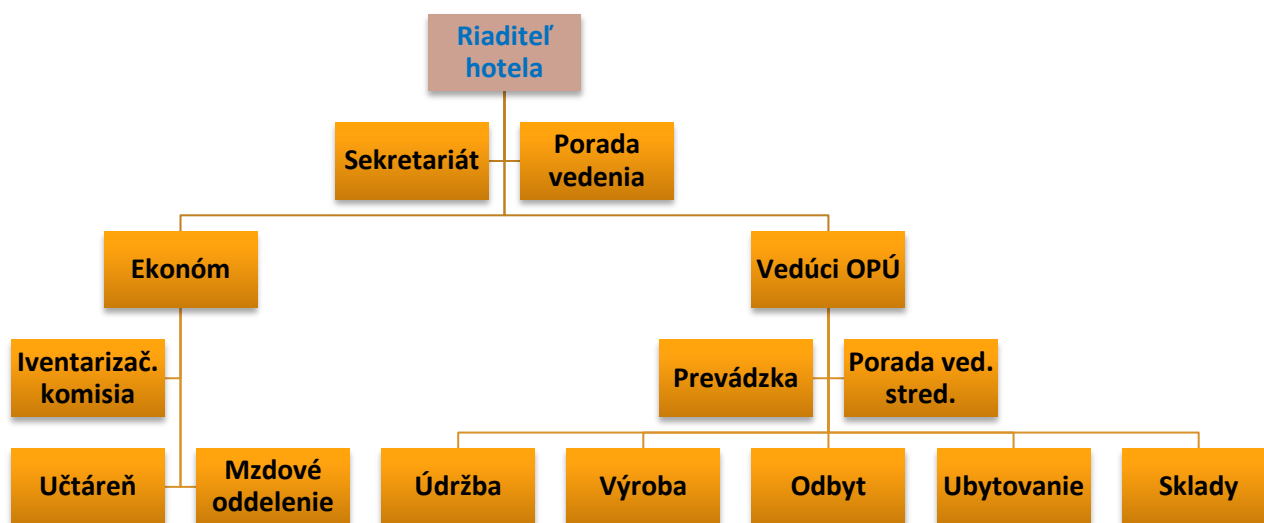 Riaditeľ
hotela
Sekretariát
Porada
vedenia
Ekonóm
Vedúci OPÚ
Iventarizač.
komisia
Prevádzka
Porada ved.
stred.
Učtáreň
Mzdové
oddelenie
Údržba
Výroba
Odbyt
Ubytovanie
Sklady